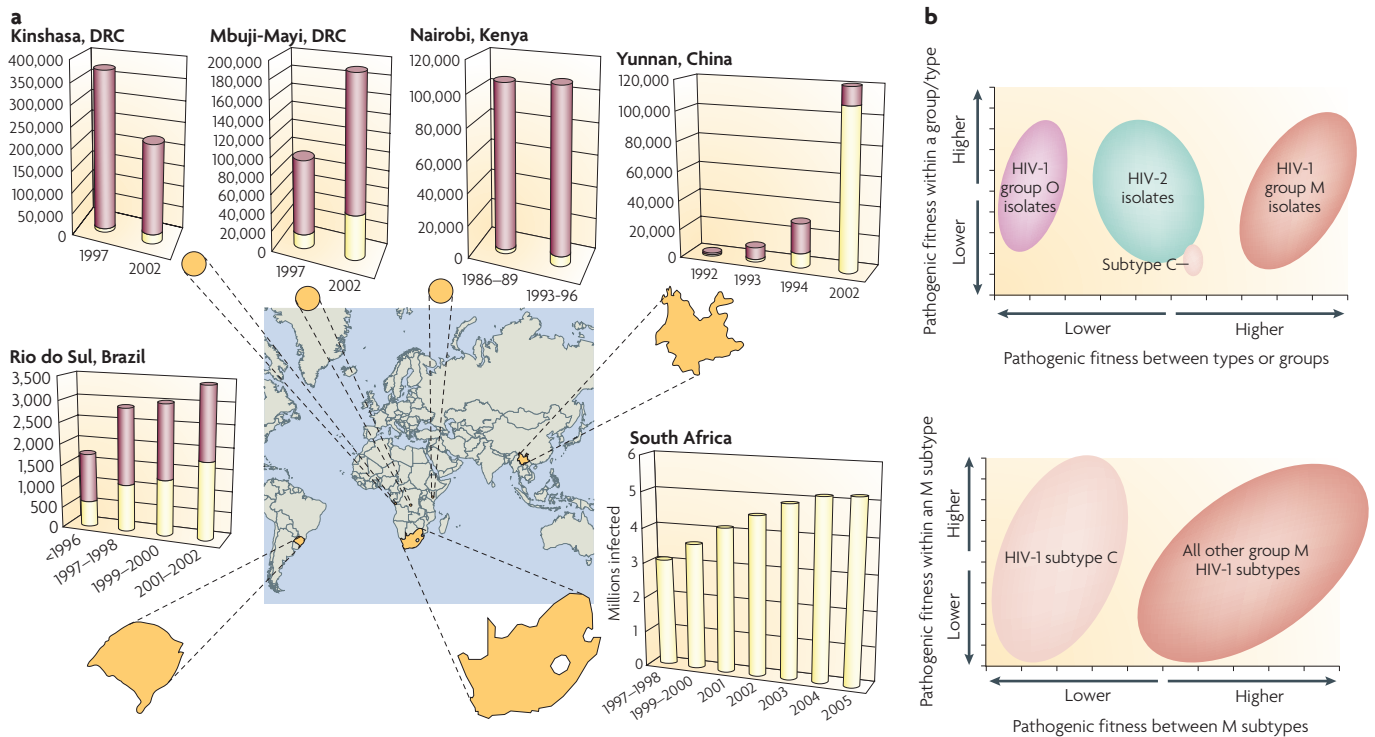 a
Kinshasa, DRC
400,000
350,000
300,000
250,000
200,000
150,000
100,000
50,000
0
1997
2002
Mbuji-Mayi, DRC
200,000
180,000
160,000
140,000
120,000
100,000
80,000
60,000
40,000
20,000
0
1997
2002
Nairobi, Kenya
120,000
100,000
80,000
60,000
40,000
20,000
0
1986–89
1993-96
Yunnan, China
120,000
100,000
80,000
60,000
40,000
20,000
0
1992
1993
1994
2002
Rio do Sul, Brazil
3,500
3,000
2,500
2,000
1,500
1,000
500
0
<1996
1997–1998
1999–2000
2001–2002
South Africa
Millions infected
6
5
4
3
2
1
0
1997–1998
1999–2000
2001
2002
2003
2004
2005
b
Pathogenic fitness within a group/type
Higher
Lower
HIV-1
group O
isolates
HIV-2
isolates
HIV-1
group M
isolates
Subtype C
Lower
Higher
Pathogenic fitness between types or groups
Pathogenic fitness within an M subtype
Higher
Lower
HIV-1 subtype C
All other group M
HIV-1 subtypes
Lower
Higher
Pathogenic fitness between M subtypes